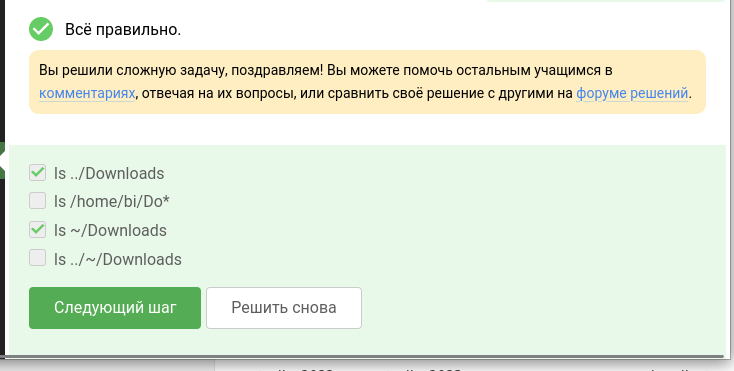 Всё правильно.
Вы решили сложную задачу, поздравляем! Вы можете помочь остальным учащимся в
комментариях, отвечая на их вопросы, или сравнить своё решение с другими на форуме решений.
ls ../Downloads
ls /home/bi/Do*
ls ~/Downloads
ls ../~/Downloads
Следующий шаг
Решить снова